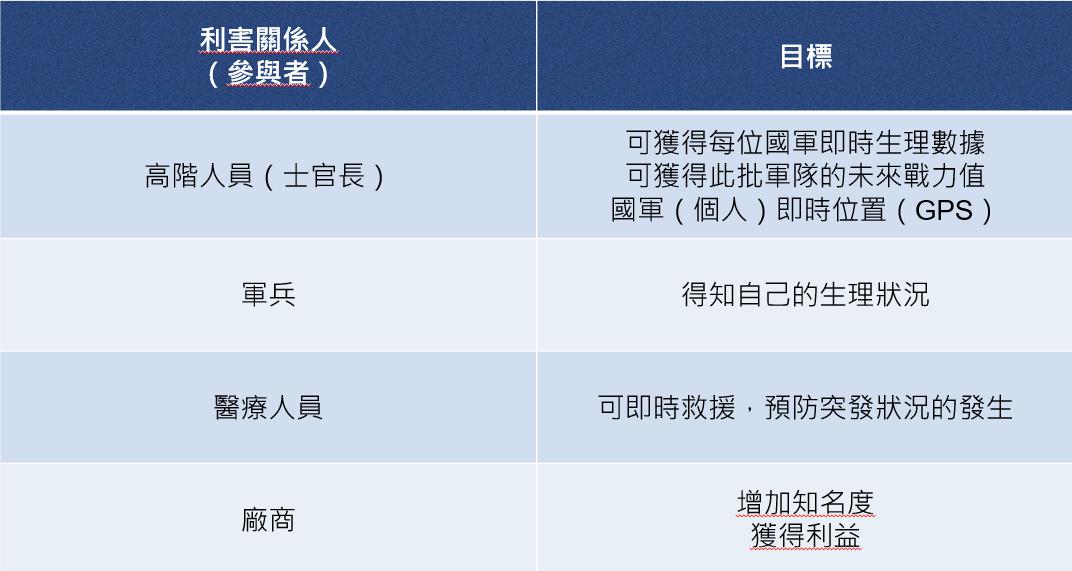 利害關係人
（參與者）
目標
高階人員（士官長）
可獲得每位國軍即時生理數據
可獲得此批軍隊的未來戰力值
國軍（個人）即時位置（GPS）
軍兵
得知自己的生理狀況
醫療人員
可即時救援，預防突發狀況的發生
廠商
增加知名度
獲得利益